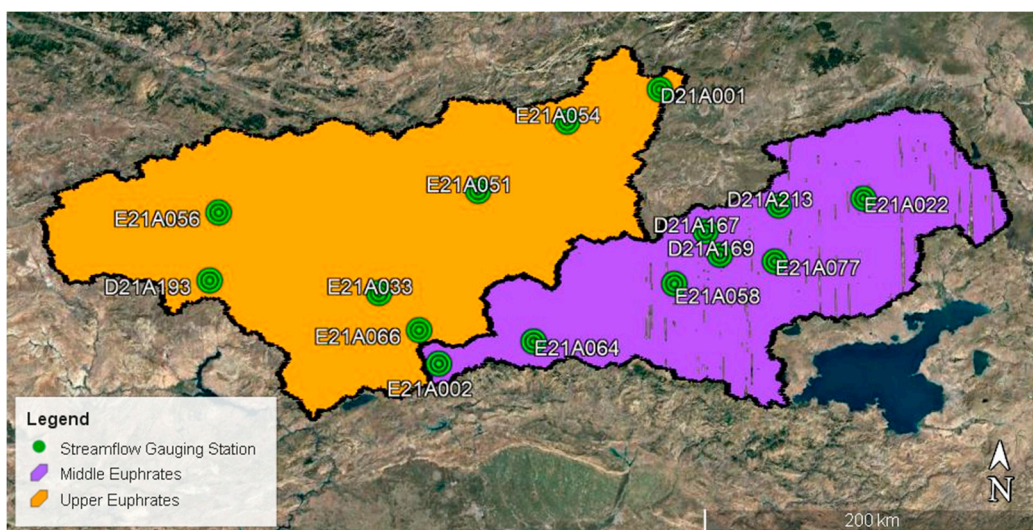 D21A001
E21A054
E21A051
E21A056
D21A213
E21A022
D21A167
D21A169
E21A077
D21A193
E21A033
E21A058
E21A066
E21A064
E21A002
Legend
Streamflow Gauging Station
Middle Euphrates
Upper Euphrates
N
200 km